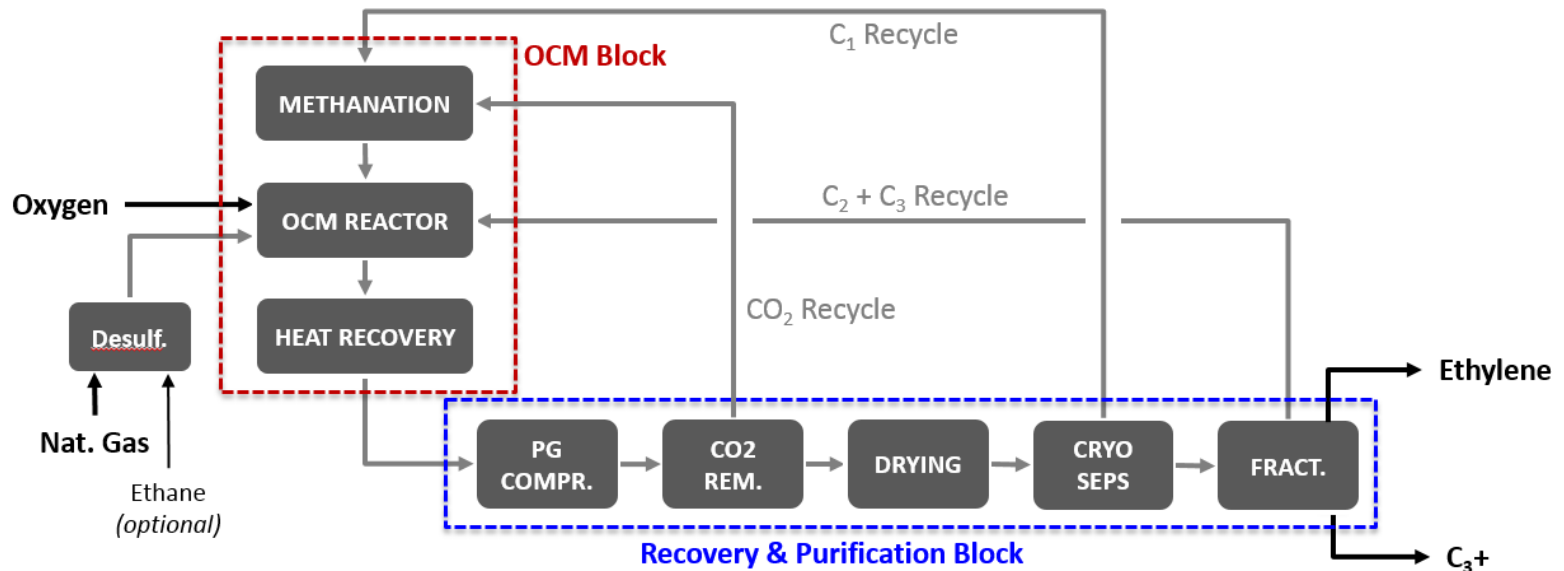 C₁ Recycle
OCM Block
METHANATION
Oxygen
OCM REACTOR
C₂ + C₃ Recycle
CO₂ Recycle
Desulf.
HEAT RECOVERY
Nat. Gas
Ethane
(optional)
PG
COMPR.
CO2
REM.
DRYING
CRYO
SEPS
FRACT.
Ethylene
Recovery & Purification Block
C₃+